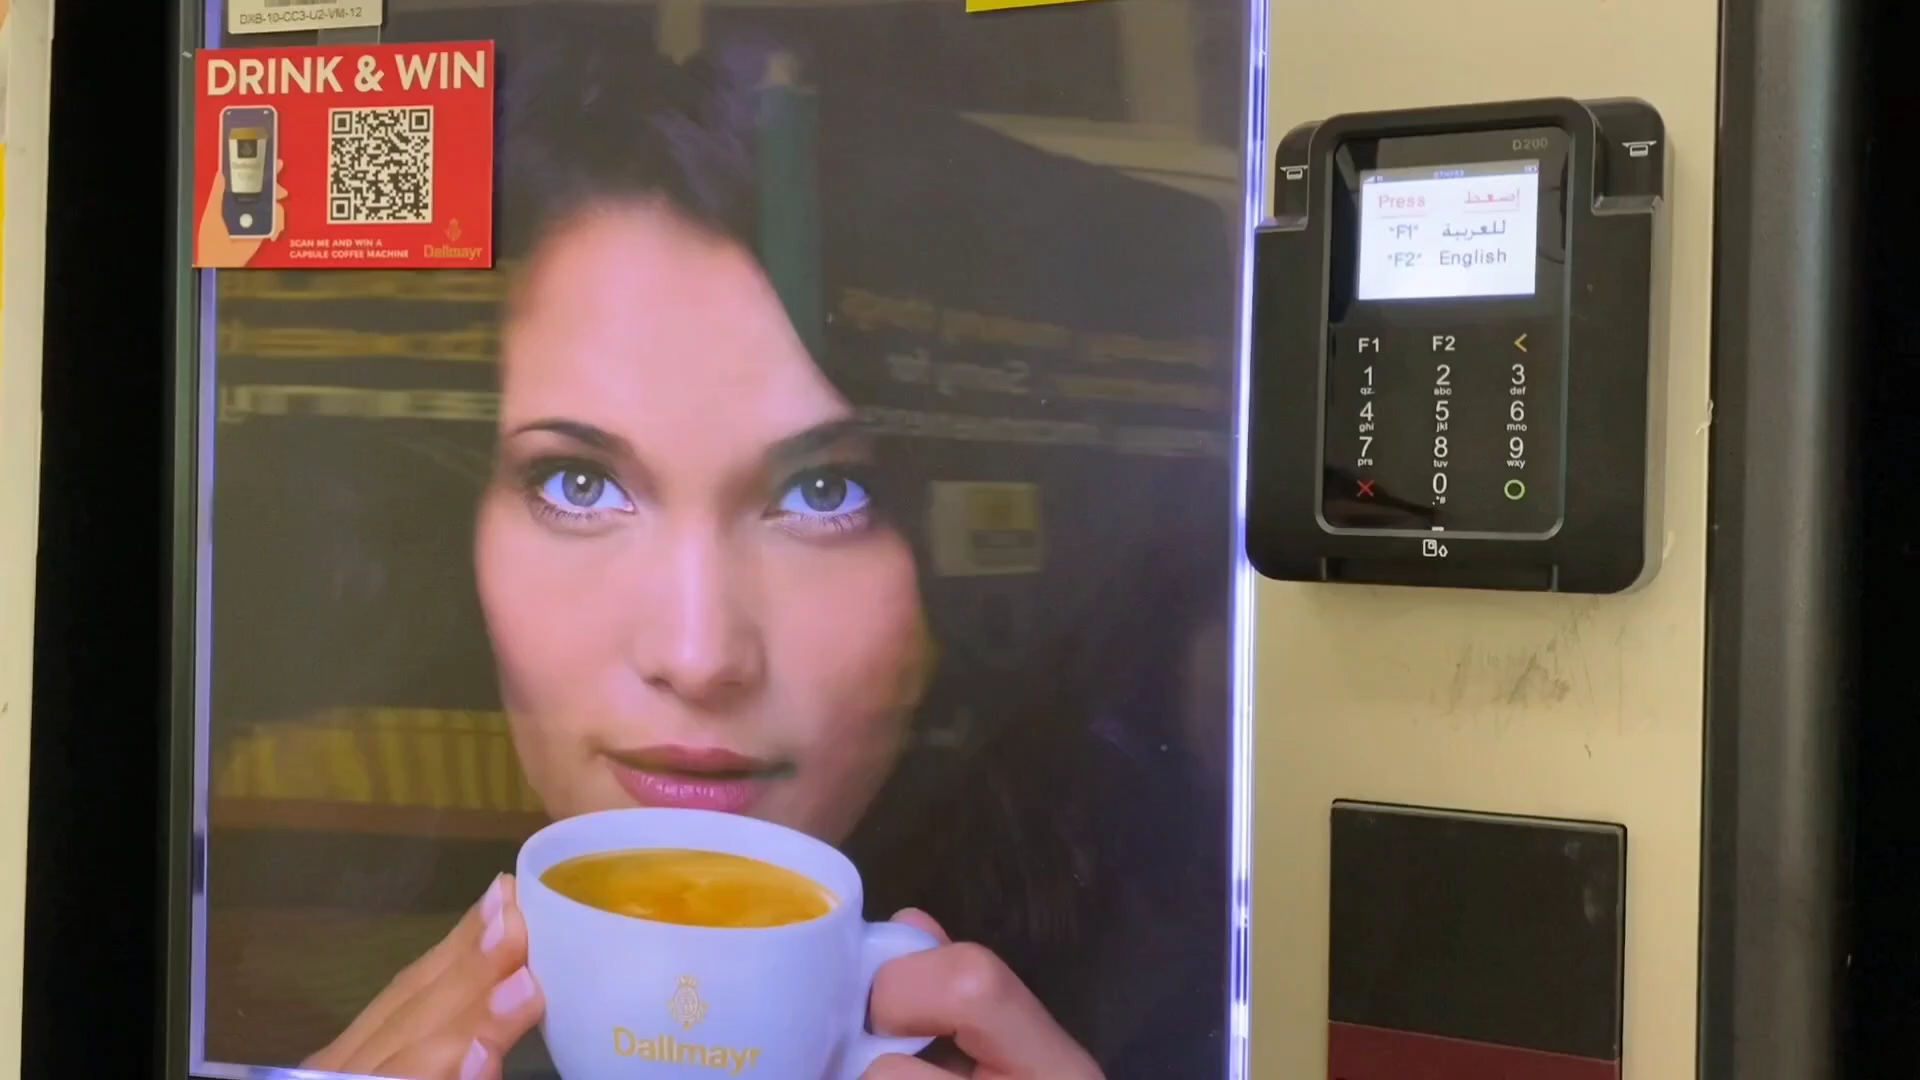 DXB-10-CC3-U2-VM-12
DRINK & WIN
SCAN ME AND WIN A
CAPSULE COFFEE MACHINE
Dallmayr
Dallmayr
D200
Press إضغط
"F1" للعربية
"F2" English
F1 F2 <
1 2 3
qz. abc def
4 5 6
ghi jkl mno
7 8 9
prs tuv wxy
0